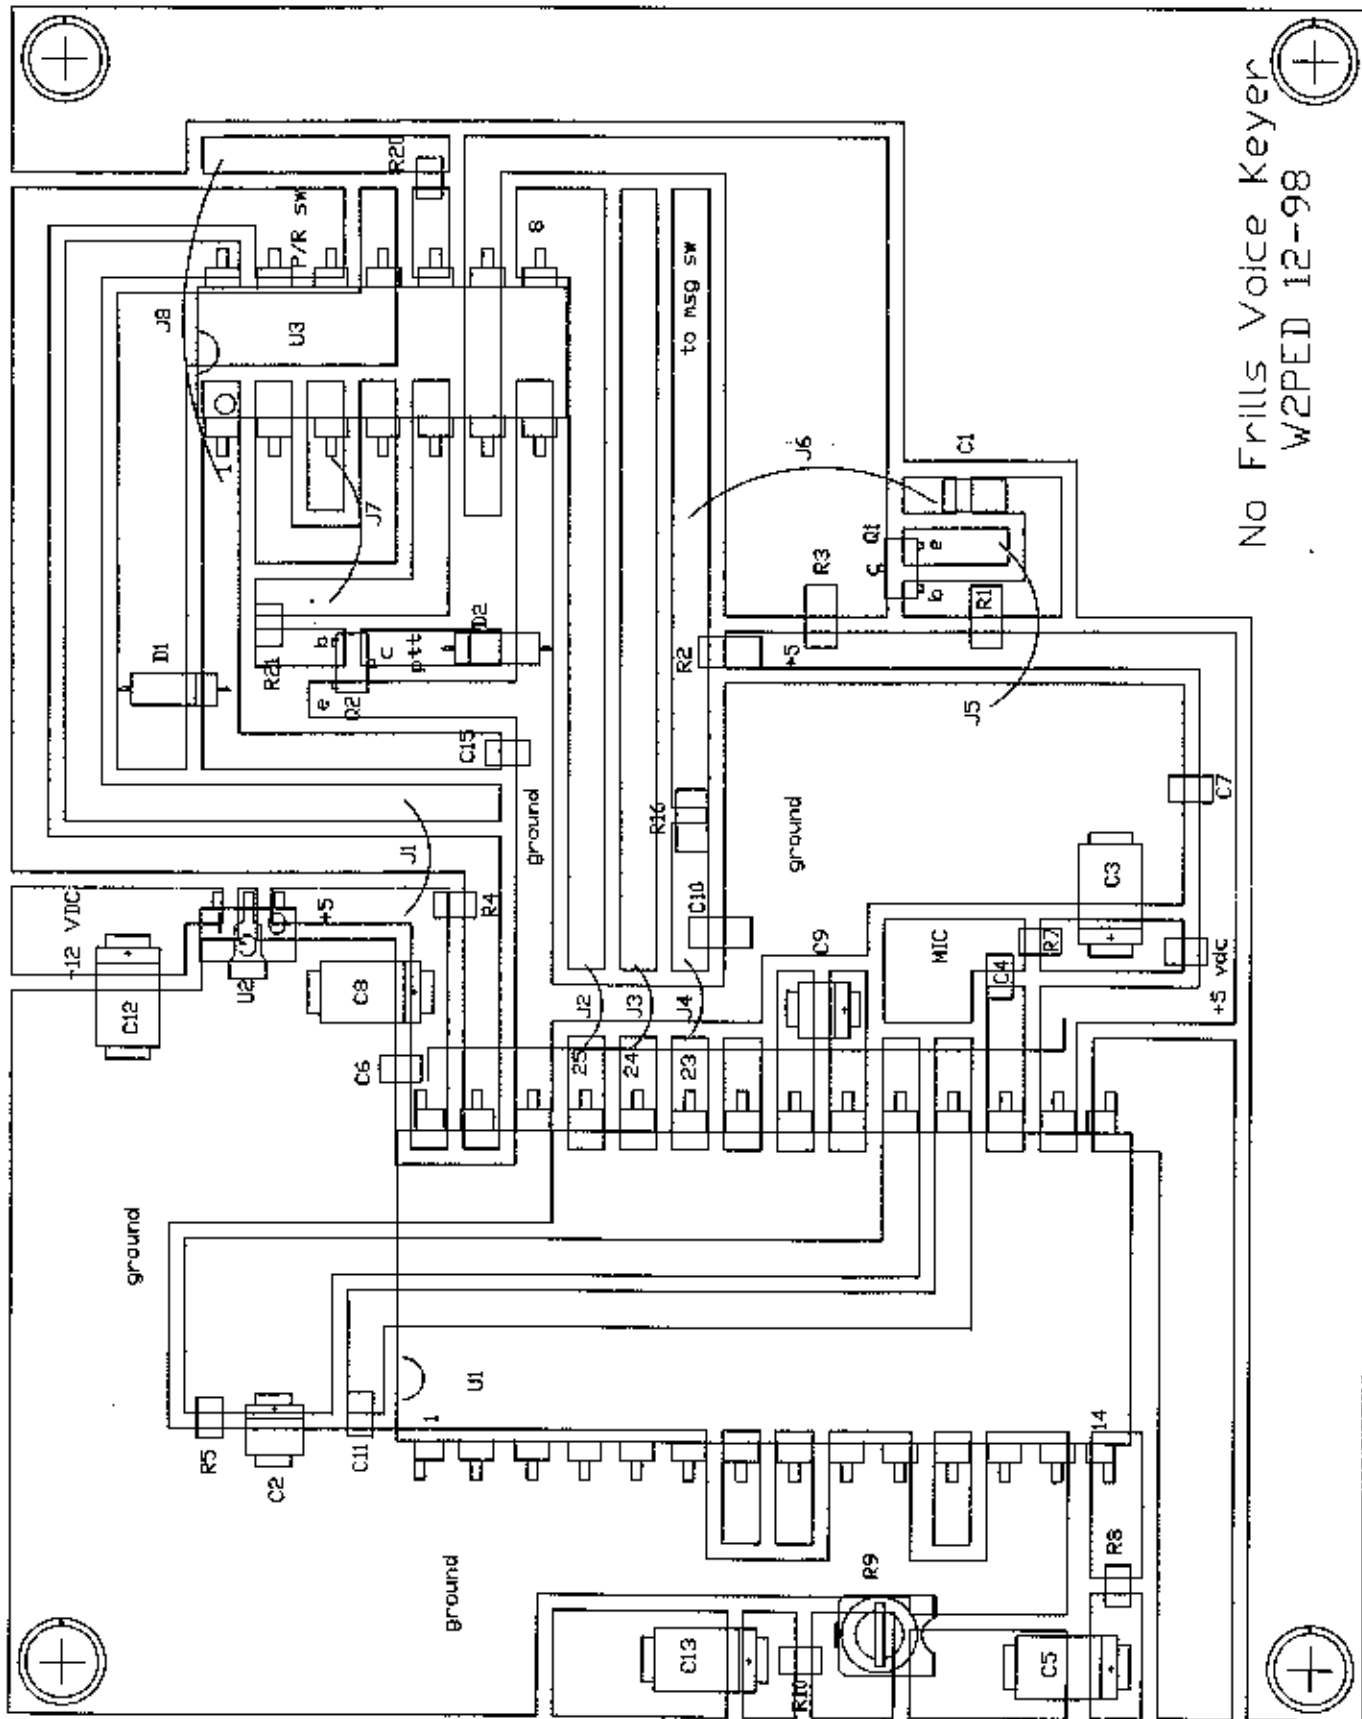 No Frills Voice Keyer
W2PED 12-98
R20
P/R sw
8
J8
U3
to msg sw
1
J7
J6
C1
Q1
e
c
b
R3
R1
D1
R21
b
c
ptt
D2
e
Q2
R2
+5
J5
C15
ground
R16
ground
C7
J1
C3
~12 VDC
+5
R4
C10
C9
MIC
R7
C4
U2
C12
C8
J2
J3
J4
+5 vdc
C6
25
24
23
ground
U1
1
14
R5
C2
C11
ground
R9
R8
C13
R10
C5